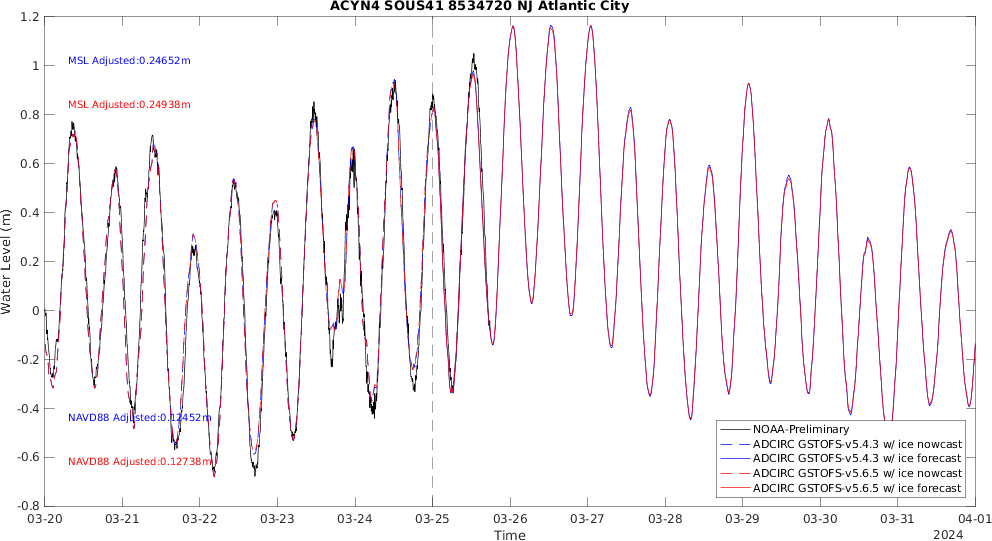 ACYN4 SOUS41 8534720 NJ Atlantic City
1.2
1
0.8
0.6
0.4
0.2
0
-0.2
-0.4
-0.6
-0.8
Water Level (m)
MSL Adjusted:0.24652m
MSL Adjusted:0.24938m
NAVD88 Adjusted:0.12452m
NAVD88 Adjusted:0.12738m
NOAA-Preliminary
ADCIRC GSTOFS-v5.4.3 w/ ice nowcast
ADCIRC GSTOFS-v5.4.3 w/ ice forecast
ADCIRC GSTOFS-v5.6.5 w/ ice nowcast
ADCIRC GSTOFS-v5.6.5 w/ ice forecast
03-20 03-21 03-22 03-23 03-24 03-25 03-26 03-27 03-28 03-29 03-30 03-31 04-01
Time
2024